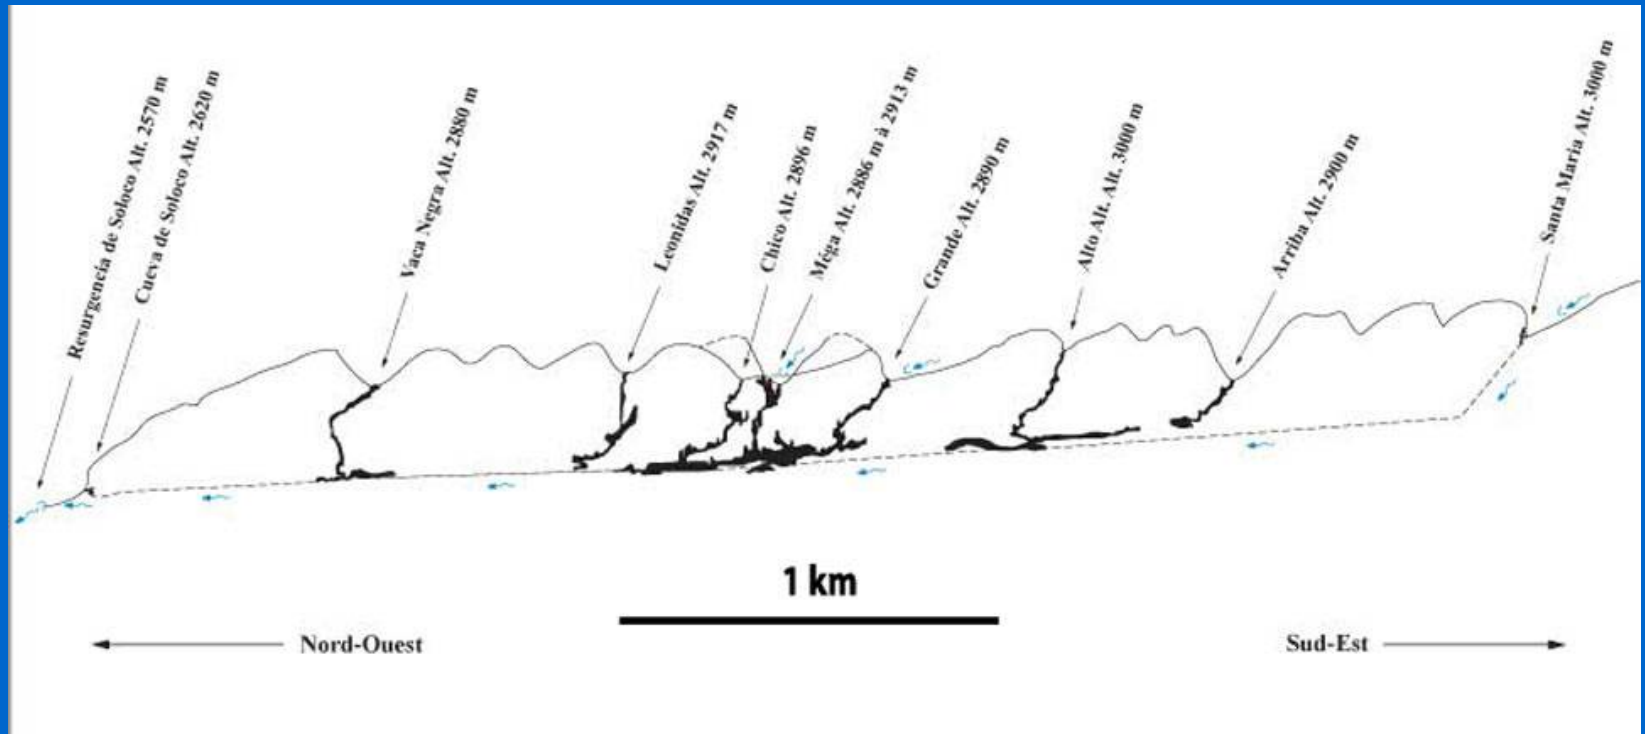 Resurgencia de Soloco Alt. 2570 m
Cueva de Soloco Alt. 2620 m
Vaca Negra Alt. 2880 m
Leonidas Alt. 2917 m
Chico Alt. 2896 m
Méga Alt. 2886 m à 2913 m
Grande Alt. 2890 m
Alto Alt. Alt. 3000 m
Arriba Alt. 2900 m
Santa Maria Alt. 3000 m
1 km
Nord-Ouest
Sud-Est